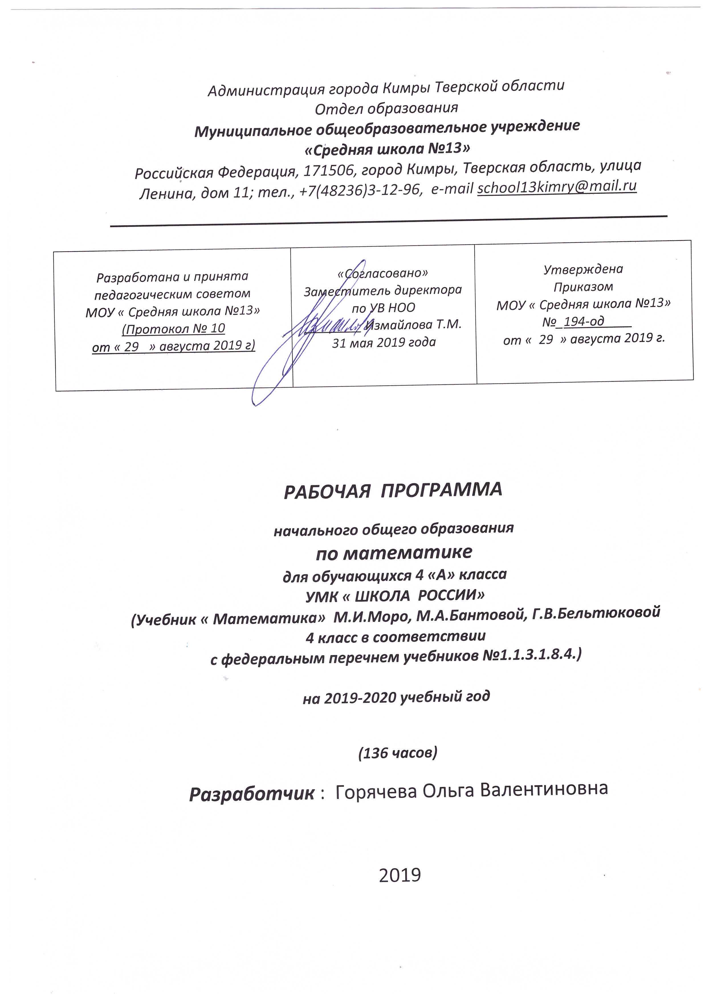 Администрация города Кимры Тверской области
Отдел образования
Муниципальное общеобразовательное учреждение
«Средняя школа №13»
Российская Федерация, 171506, город Кимры, Тверская область, улица
Ленина, дом 11; тел., +7(48236)3-12-96, e-mail school13kimry@mail.ru
Разработана и принята
педагогическим советом
МОУ « Средняя школа №13»
(Протокол № 10
от « 29 » августа 2019 г)
«Согласовано»
Заместитель директора
по УВ НОО
Измайлова Т.М.
31 мая 2019 года
Утверждена
Приказом
МОУ « Средняя школа №13»
№_194-од____
от « 29 » августа 2019 г.
РАБОЧАЯ ПРОГРАММА
начального общего образования
по математике
для обучающихся 4 «А» класса
УМК « ШКОЛА РОССИИ»
(Учебник « Математика» М.И.Моро, М.А.Бантовой, Г.В.Бельтюковой
4 класс в соответствии
с федеральным перечнем учебников №1.1.3.1.8.4.)
на 2019-2020 учебный год
(136 часов)
Разработчик : Горячева Ольга Валентиновна
2019